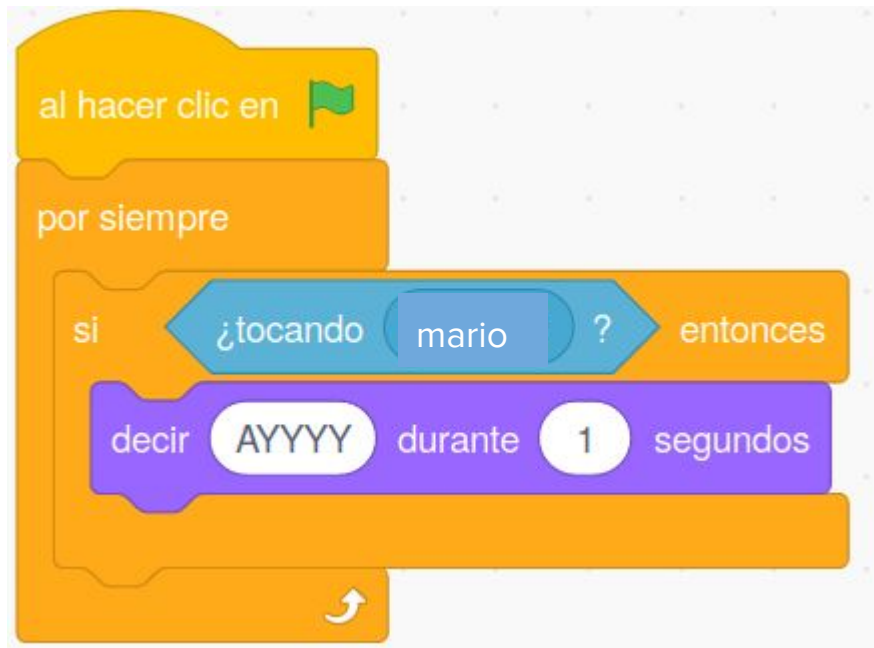 al hacer clic en
por siempre
si ¿tocando mario ? entonces
decir AYYYY durante 1 segundos